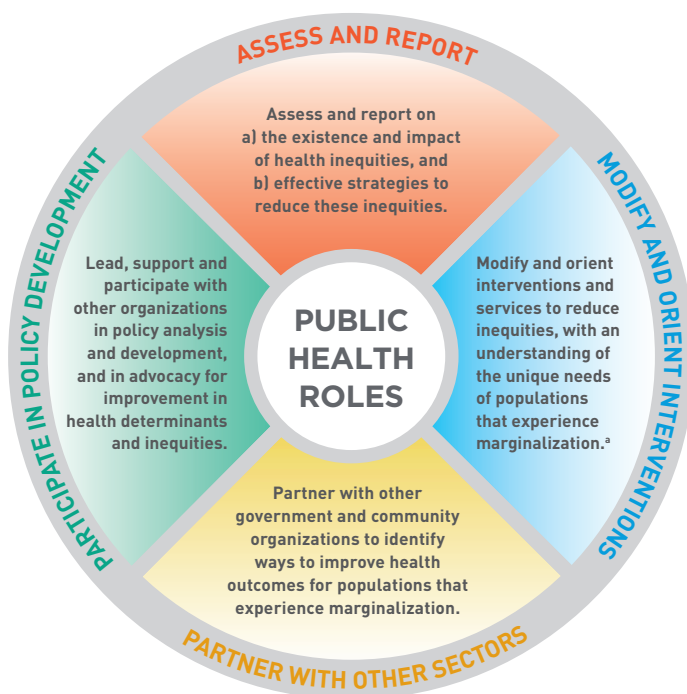 ASSESS AND REPORT
Assess and report on
a) the existence and impact
of health inequities, and
b) effective strategies to
reduce these inequities.
MODIFY AND ORIENT INTERVENTIONS
Modify and orient
interventions and
services to reduce
inequities, with an
understanding of
the unique needs
of populations
that experience
marginalization.ᵃ
PARTNER WITH OTHER SECTORS
Partner with other
government and community
organizations to identify
ways to improve health
outcomes for populations that
experience marginalization.
PARTICIPATE IN POLICY DEVELOPMENT
Lead, support and
participate with
other organizations
in policy analysis
and development,
and in advocacy for
improvement in
health determinants
and inequities.
PUBLIC
HEALTH
ROLES